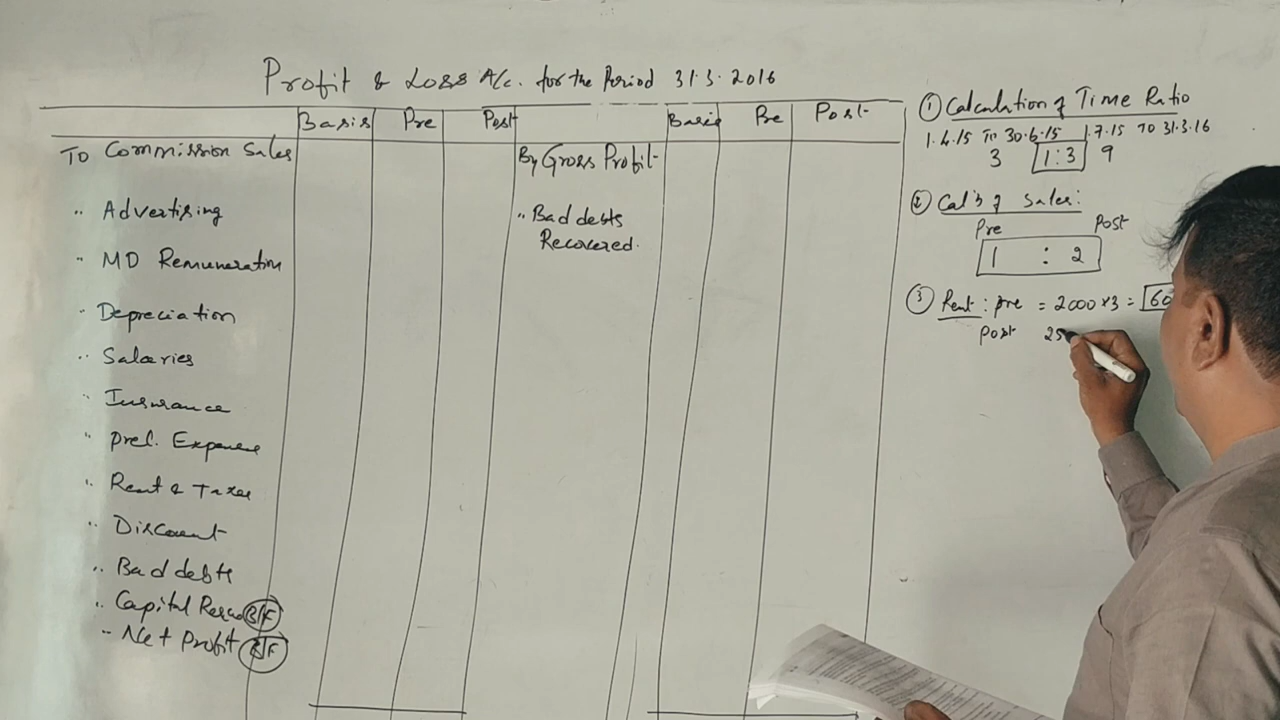 Profit & Loss A/c. for the Period 31.3.2016
Basis Pre Post Basis Pre Post
To Commission Sales
By Gross Profit
" Advertising
" Bad debts
Recovered.
" MD Remuneration
" Depreciation
" Salaries
" Insurance
" Prel. Expense
" Rent & Taxes
" Discount
" Bad debts
" Capital B/F
" Net Profit B/F
① Calculation of Time Ratio
1.4.15 To 30.6.15 1.7.15 To 31.3.16
3 1:3 9
② of Sales:
Pre Post
1 : 2
③ Rent: Pre = 2000 × 3 =
Post